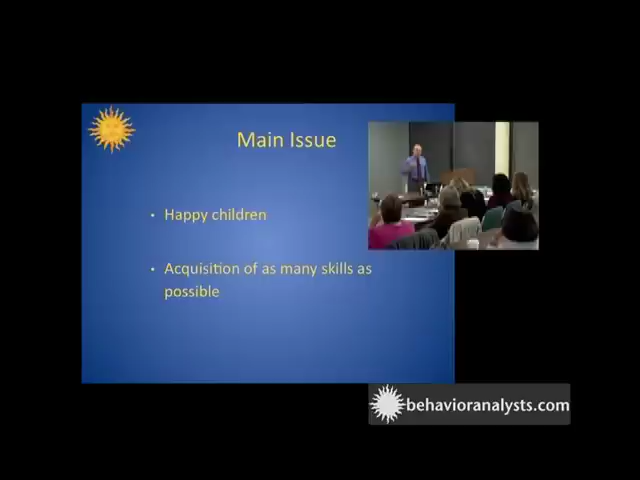 Main Issue
• Happy children
• Acquisition of as many skills as
possible
behavioranalysts.com